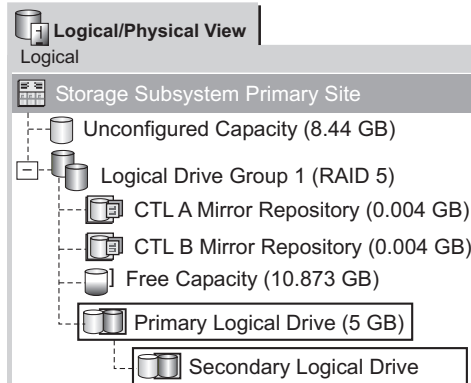 Logical/Physical View
Logical
Storage Subsystem Primary Site
Unconfigured Capacity (8.44 GB)
Logical Drive Group 1 (RAID 5)
CTL A Mirror Repository (0.004 GB)
CTL B Mirror Repository (0.004 GB)
Free Capacity (10.873 GB)
Primary Logical Drive (5 GB)
Secondary Logical Drive